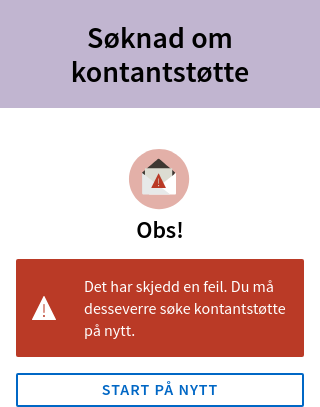 Søknad om
kontantstøtte
Obs!
Det har skjedd en feil. Du må
desseverre søke kontantstøtte
på nytt.
START PÅ NYTT